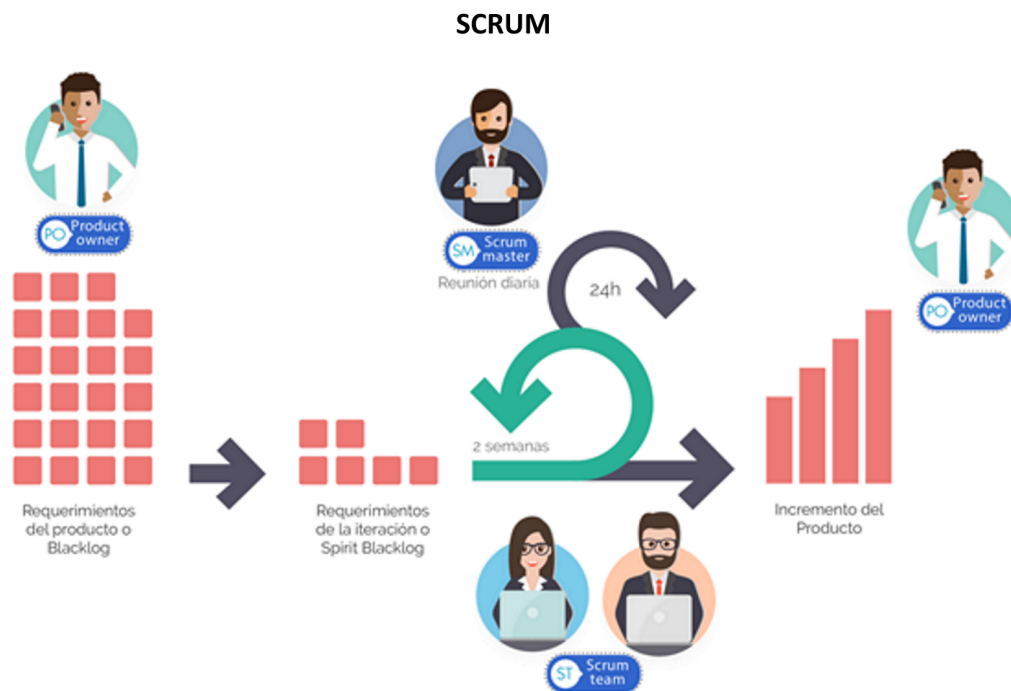 SCRUM
PO Product
owner
SM Scrum
master
Reunión diaría
24h
PO Product
owner
2 semanas
Requerimientos
del producto o
Blacklog
Requerimientos
de la iteración o
Spirit Blacklog
Incremento del
Producto
ST Scrum
team